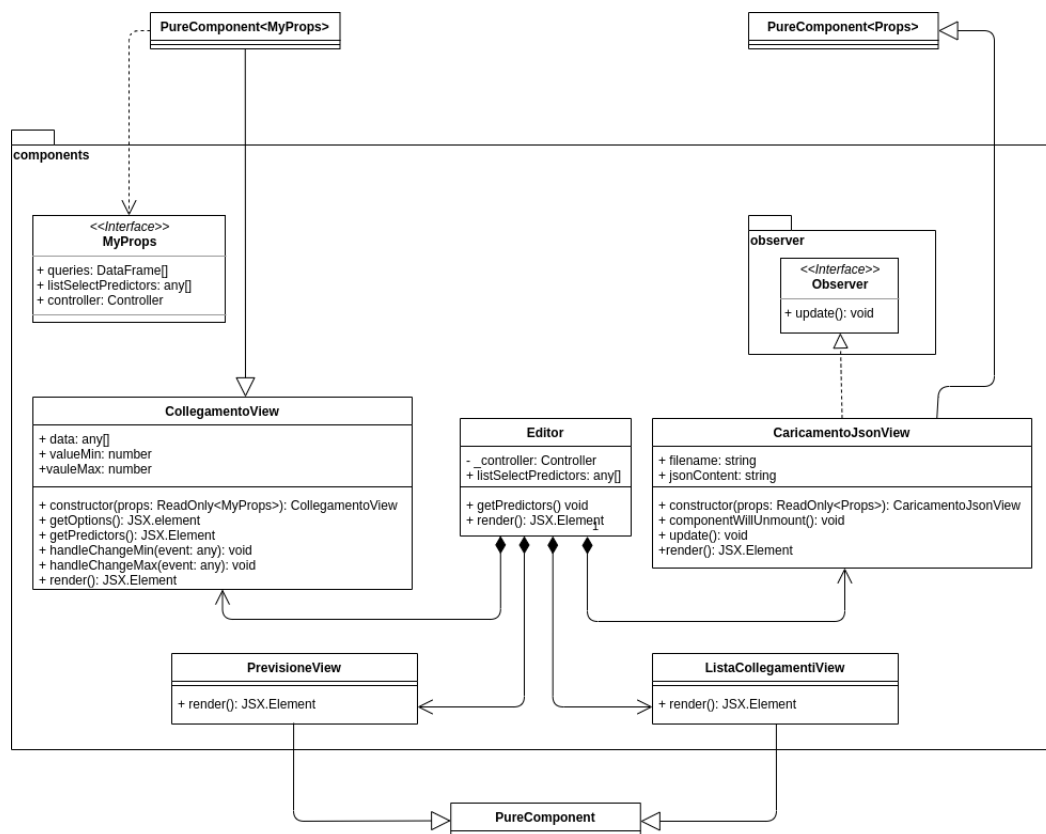 PureComponent<MyProps>
PureComponent<Props>
components
<<Interface>>
MyProps
+ queries: DataFrame[]
+ listSelectPredictors: any[]
+ controller: Controller
observer
<<Interface>>
Observer
+ update(): void
CollegamentoView
+ data: any[]
+ valueMin: number
+vauleMax: number
+ constructor(props: ReadOnly<MyProps>): CollegamentoView
+ getOptions(): JSX.element
+ getPredictors(): JSX.Element
+ handleChangeMin(event: any): void
+ handleChangeMax(event: any): void
+ render(): JSX.Element
Editor
- _controller: Controller
+ listSelectPredictors: any[]
+ getPredictors() void
+ render(): JSX.Element
1
CaricamentoJsonView
+ filename: string
+ jsonContent: string
+ constructor(props: ReadOnly<Props>): CaricamentoJsonView
+ componentWillUnmount(): void
+ update(): void
+render(): JSX.Element
PrevisioneView
+ render(): JSX.Element
ListaCollegamentiView
+ render(): JSX.Element
PureComponent